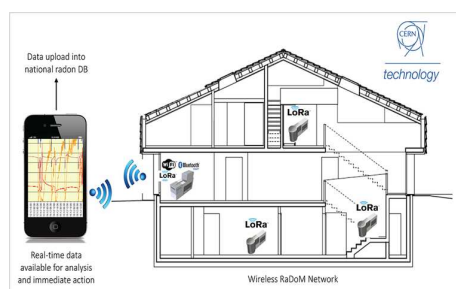 Data upload into
national radon DB
CERN
technology
LoRa
WiFi Bluetooth
LoRa
LoRa
LoRa
Real-time data
available for analysis
and immediate action
Wireless RaDoM Network